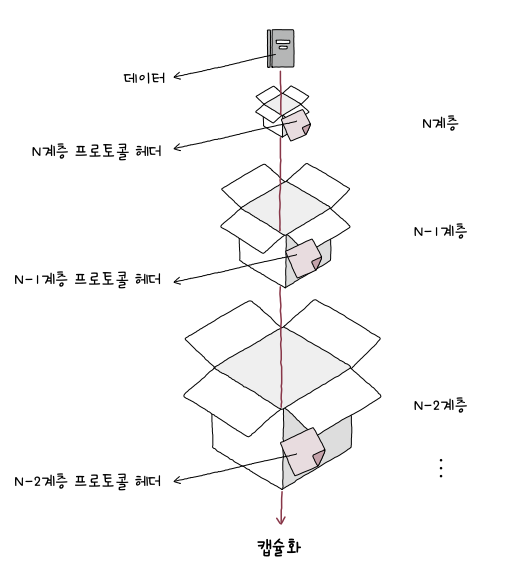 데이터
N계층
N계층 프로토콜 헤더
N-1계층
N-1계층 프로토콜 헤더
N-2계층
N-2계층 프로토콜 헤더
⋮
캡슐화